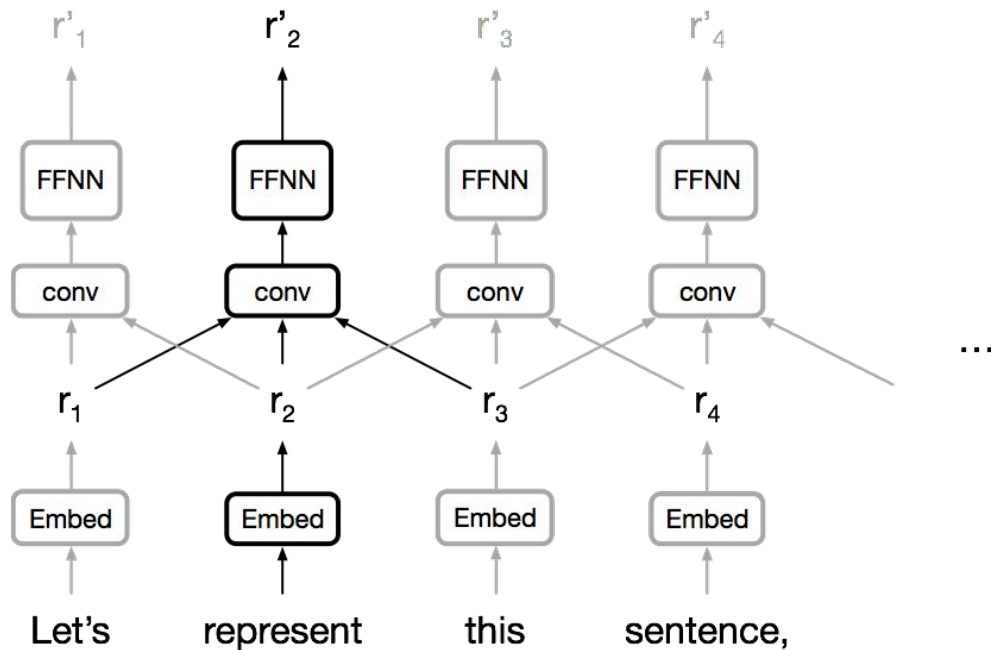 r'₁ r'₂ r'₃ r'₄
FFNN FFNN FFNN FFNN
conv conv conv conv
...
r₁ r₂ r₃ r₄
Embed Embed Embed Embed
Let's represent this sentence,